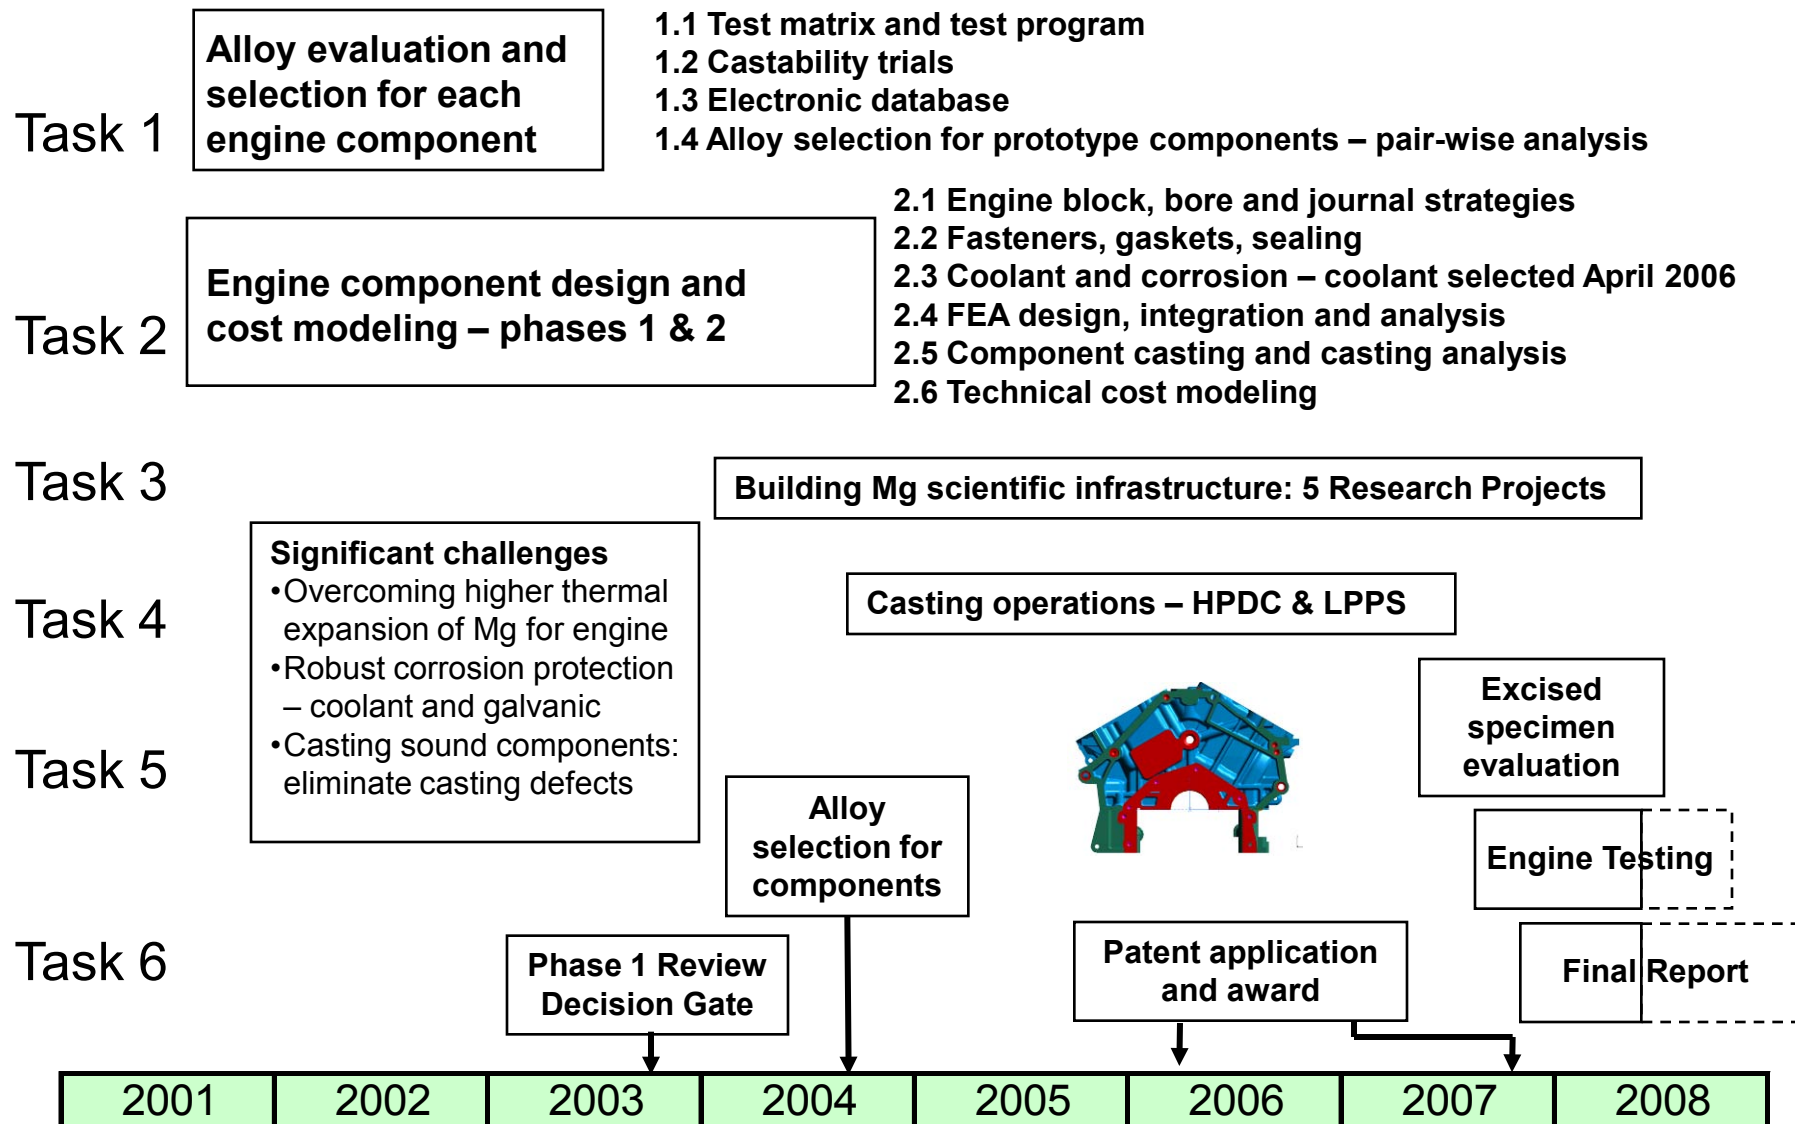 Task 1
Alloy evaluation and
selection for each
engine component
1.1 Test matrix and test program
1.2 Castability trials
1.3 Electronic database
1.4 Alloy selection for prototype components – pair-wise analysis
Task 2
Engine component design and
cost modeling – phases 1 & 2
2.1 Engine block, bore and journal strategies
2.2 Fasteners, gaskets, sealing
2.3 Coolant and corrosion – coolant selected April 2006
2.4 FEA design, integration and analysis
2.5 Component casting and casting analysis
2.6 Technical cost modeling
Task 3
Building Mg scientific infrastructure: 5 Research Projects
Significant challenges
•Overcoming higher thermal
expansion of Mg for engine
•Robust corrosion protection
– coolant and galvanic
•Casting sound components:
eliminate casting defects
Task 4
Casting operations – HPDC & LPPS
Task 5
Excised
specimen
evaluation
Alloy
selection for
components
Engine Testing
Task 6
Phase 1 Review
Decision Gate
Patent application
and award
Final Report
2001 2002 2003 2004 2005 2006 2007 2008